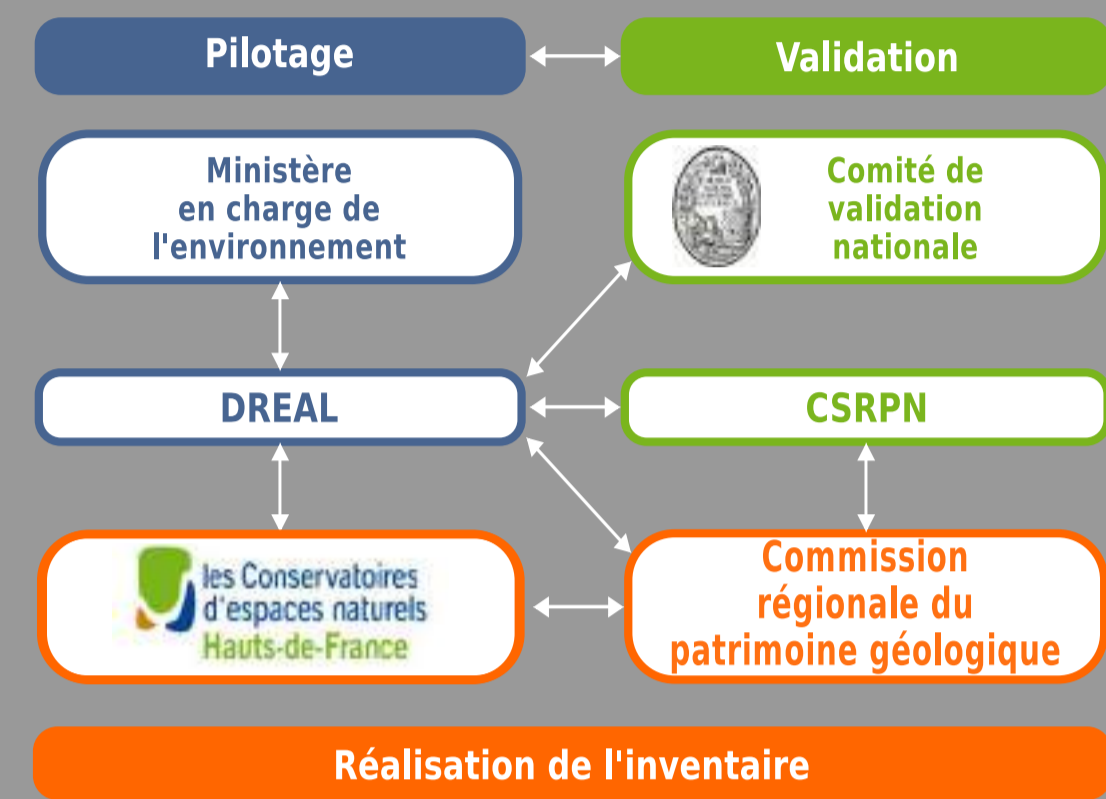 Pilotage
Validation
Ministère
en charge de
l'environnement
Comité de
validation
nationale
DREAL
CSRPN
les Conservatoires
d'espaces naturels
Hauts-de-France
Commission
régionale du
patrimoine géologique
Réalisation de l'inventaire